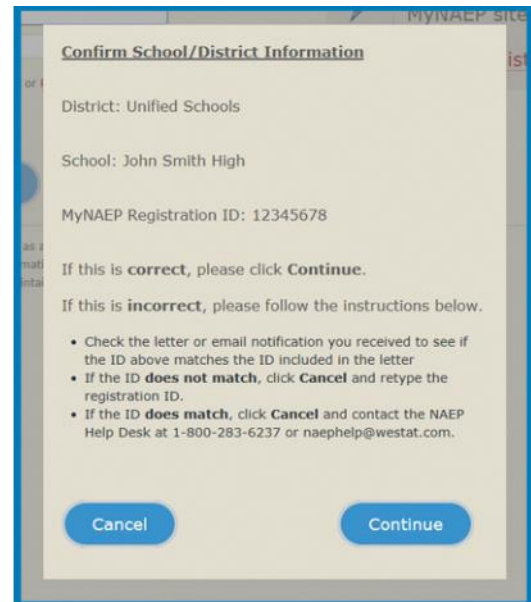 MyNAEP site
Confirm School/District Information
or
District: Unified Schools
School: John Smith High
MyNAEP Registration ID: 12345678
as a
If this is correct, please click Continue.
If this is incorrect, please follow the instructions below.
• Check the letter or email notification you received to see if
the ID above matches the ID included in the letter
• If the ID does not match, click Cancel and retype the
registration ID.
• If the ID does match, click Cancel and contact the NAEP
Help Desk at 1-800-283-6237 or naephelp@westat.com.
Cancel
Continue